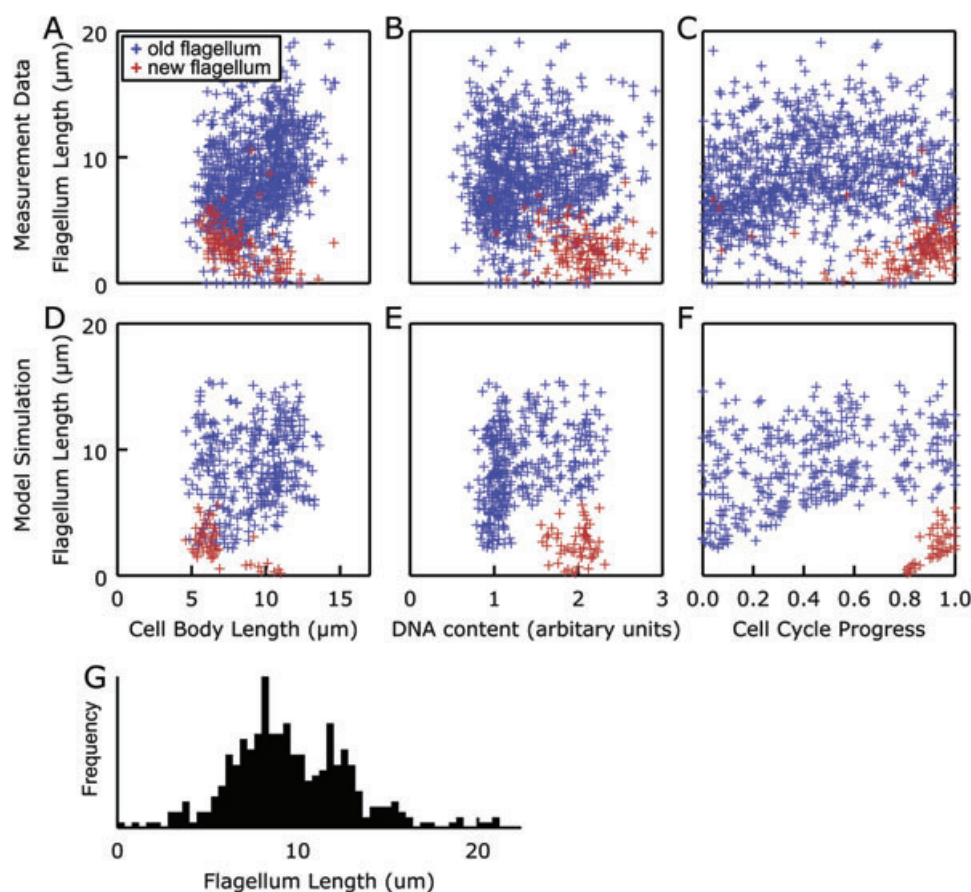 A
B
C
20
old flagellum
new flagellum
Measurement Data
Flagellum Length (µm)
10
0
D
E
F
20
Model Simulation
Flagellum Length (µm)
10
0
0 5 10 15
0 1 2 3
0.0 0.2 0.4 0.6 0.8 1.0
Cell Body Length (µm)
DNA content (arbitary units)
Cell Cycle Progress
G
Frequency
0 10 20
Flagellum Length (um)